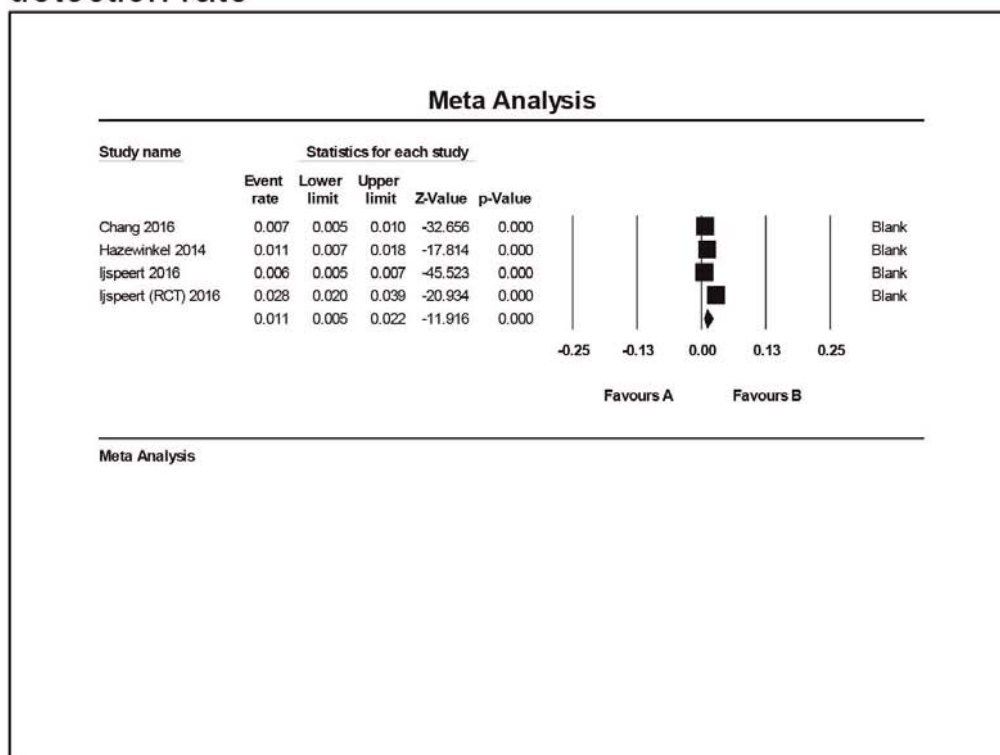 detection rate
Meta Analysis
Study name Statistics for each study
Event Lower Upper
rate limit limit Z-Value p-Value
Chang 2016 0.007 0.005 0.010 -32.656 0.000 Blank
Hazewinkel 2014 0.011 0.007 0.018 -17.814 0.000 Blank
Ijspeert 2016 0.006 0.005 0.007 -45.523 0.000 Blank
Ijspeert (RCT) 2016 0.028 0.020 0.039 -20.934 0.000 Blank
0.011 0.005 0.022 -11.916 0.000
-0.25 -0.13 0.00 0.13 0.25
Favours A Favours B
Meta Analysis